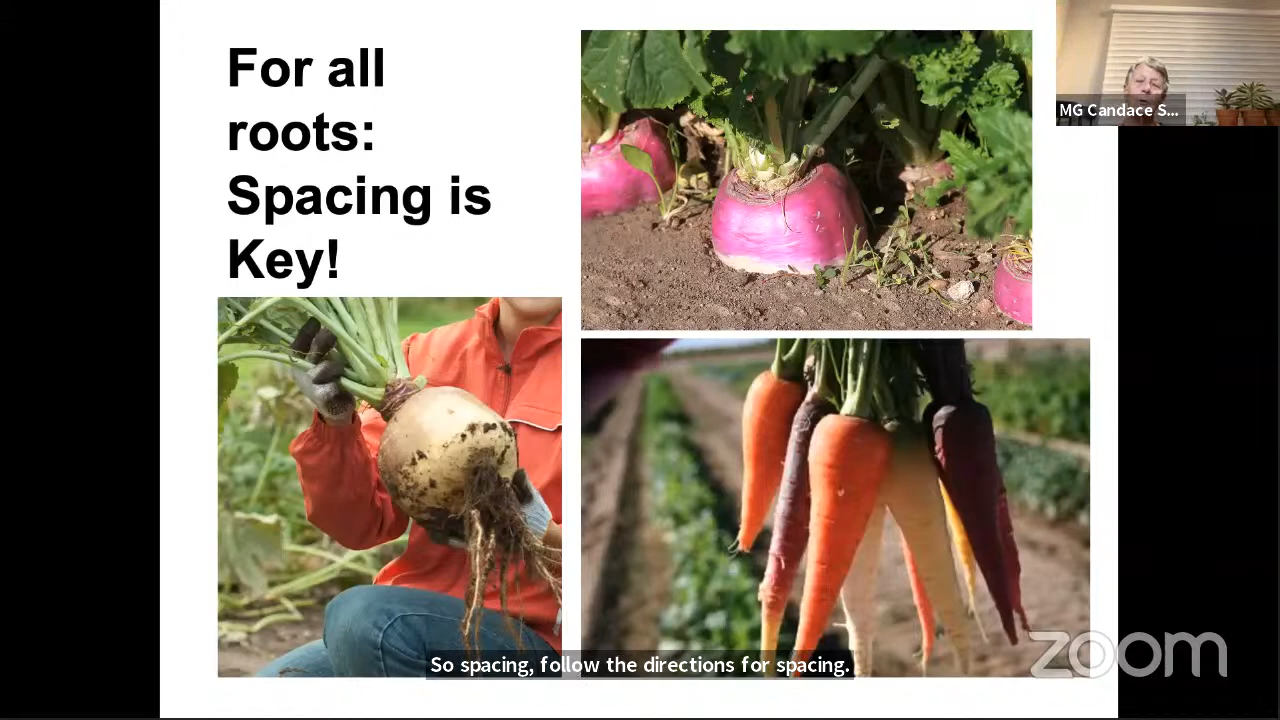 For all
roots:
Spacing is
Key!
MG Candace S...
So spacing, follow the directions for spacing.
zoom